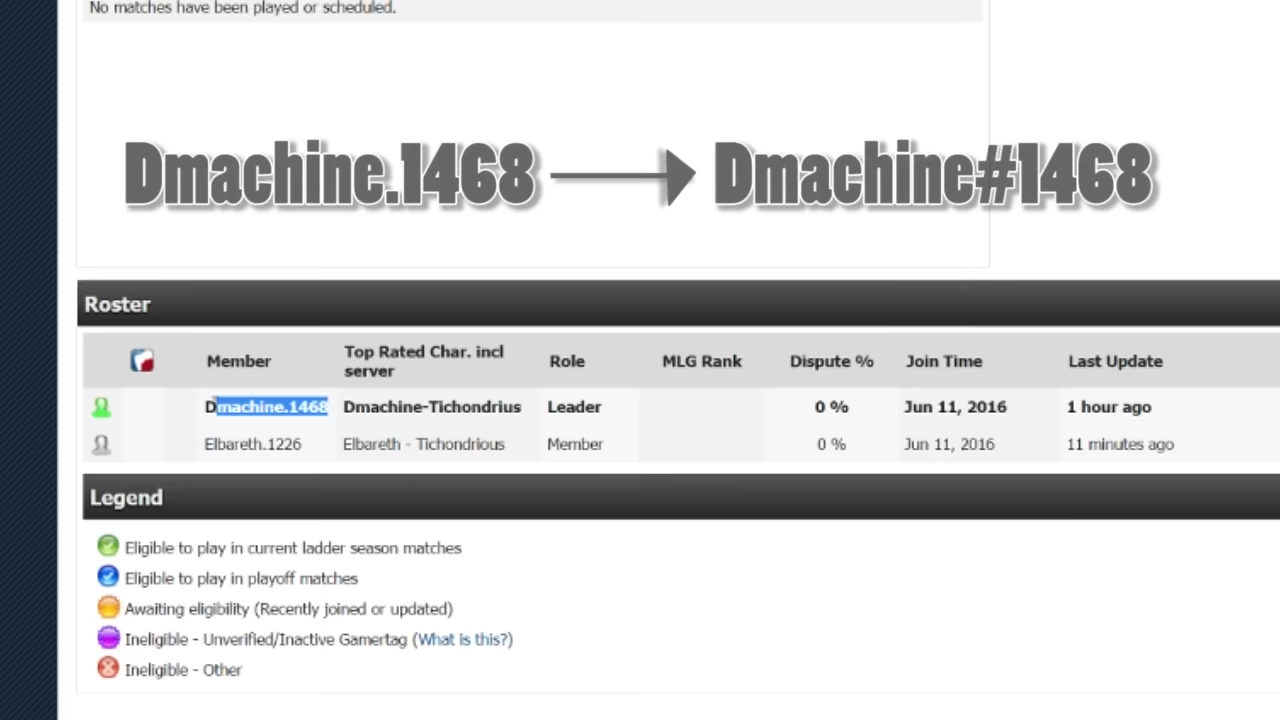 No matches have been played or scheduled.
Dmachine.1468 Dmachine#1468
Roster
Member Top Rated Char. incl server Role MLG Rank Dispute % Join Time Last Update
Dmachine.1468 Dmachine-Tichondrius Leader 0 % Jun 11, 2016 1 hour ago
Elbareth.1226 Elbareth - Tichondrious Member 0 % Jun 11, 2016 11 minutes ago
Legend
Eligible to play in current ladder season matches
Eligible to play in playoff matches
Awaiting eligibility (Recently joined or updated)
Ineligible - Unverified/Inactive Gamertag (What is this?)
Ineligible - Other